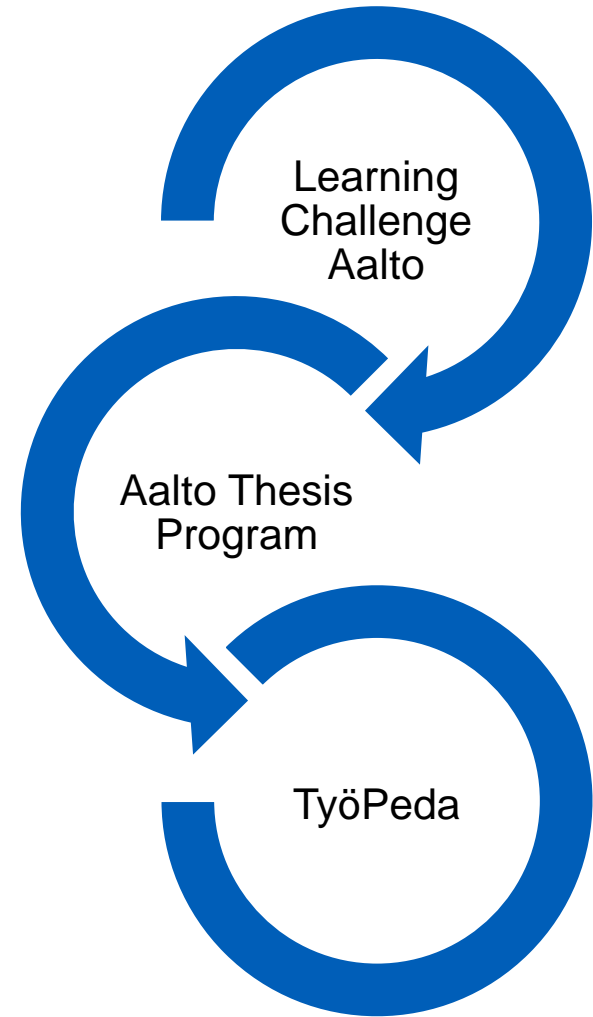 Learning
Challenge
Aalto
Aalto Thesis
Program
TyöPeda